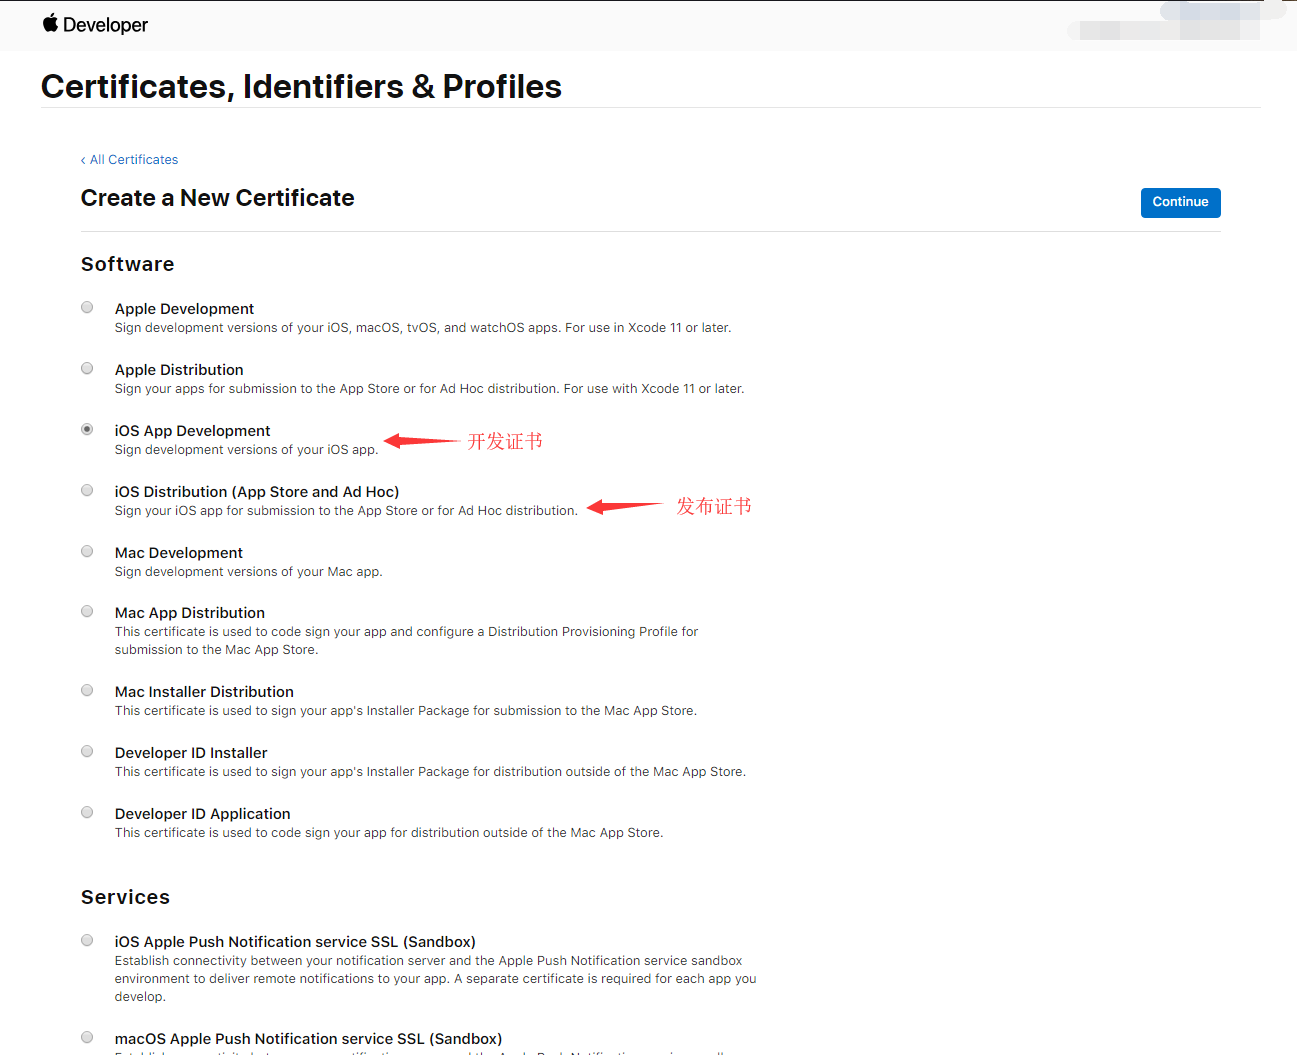 Developer
Certificates, Identifiers & Profiles
‹ All Certificates
Create a New Certificate
Continue
Software
Apple Development
Sign development versions of your iOS, macOS, tvOS, and watchOS apps. For use in Xcode 11 or later.
Apple Distribution
Sign your apps for submission to the App Store or for Ad Hoc distribution. For use with Xcode 11 or later.
iOS App Development
Sign development versions of your iOS app.
开发证书
iOS Distribution (App Store and Ad Hoc)
Sign your iOS app for submission to the App Store or for Ad Hoc distribution.
发布证书
Mac Development
Sign development versions of your Mac app.
Mac App Distribution
This certificate is used to code sign your app and configure a Distribution Provisioning Profile for
submission to the Mac App Store.
Mac Installer Distribution
This certificate is used to sign your app's Installer Package for submission to the Mac App Store.
Developer ID Installer
This certificate is used to sign your app's Installer Package for distribution outside of the Mac App Store.
Developer ID Application
This certificate is used to code sign your app for distribution outside of the Mac App Store.
Services
iOS Apple Push Notification service SSL (Sandbox)
Establish connectivity between your notification server and the Apple Push Notification service sandbox
environment to deliver remote notifications to your app. A separate certificate is required for each app you
develop.
macOS Apple Push Notification service SSL (Sandbox)